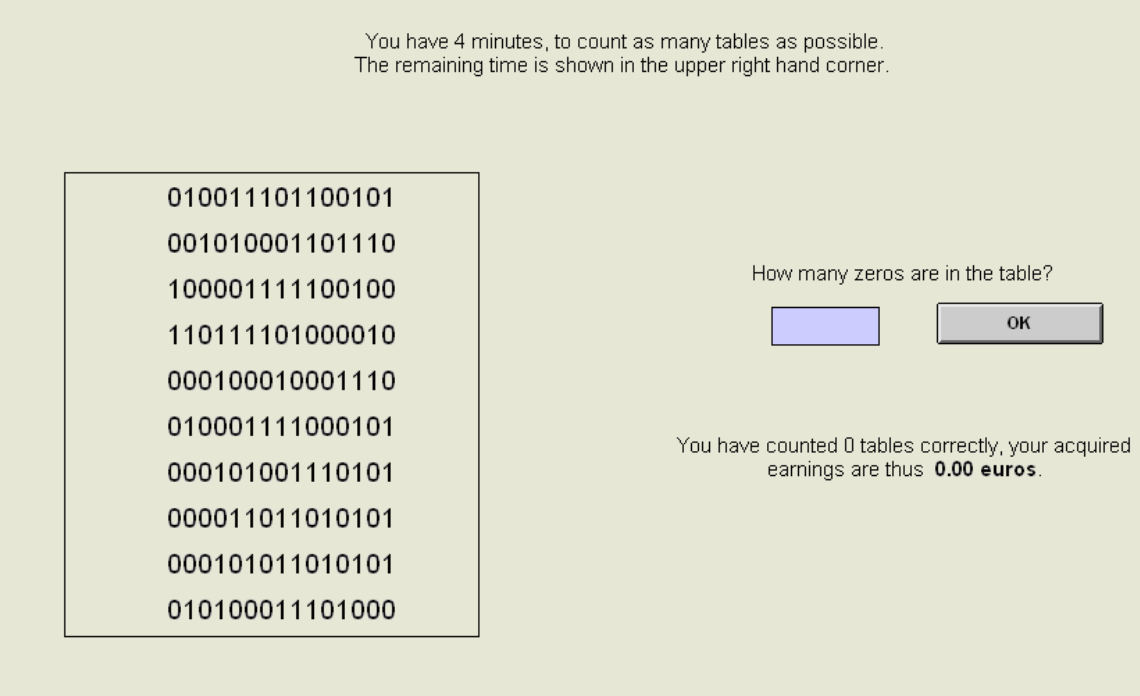 You have 4 minutes, to count as many tables as possible.
The remaining time is shown in the upper right hand corner.
010011101100101
001010001101110
100001111100100
110111101000010
000100010001110
010001111000101
000101001110101
000011011010101
000101011010101
010100011101000
How many zeros are in the table?
OK
You have counted 0 tables correctly, your acquired
earnings are thus 0.00 euros.